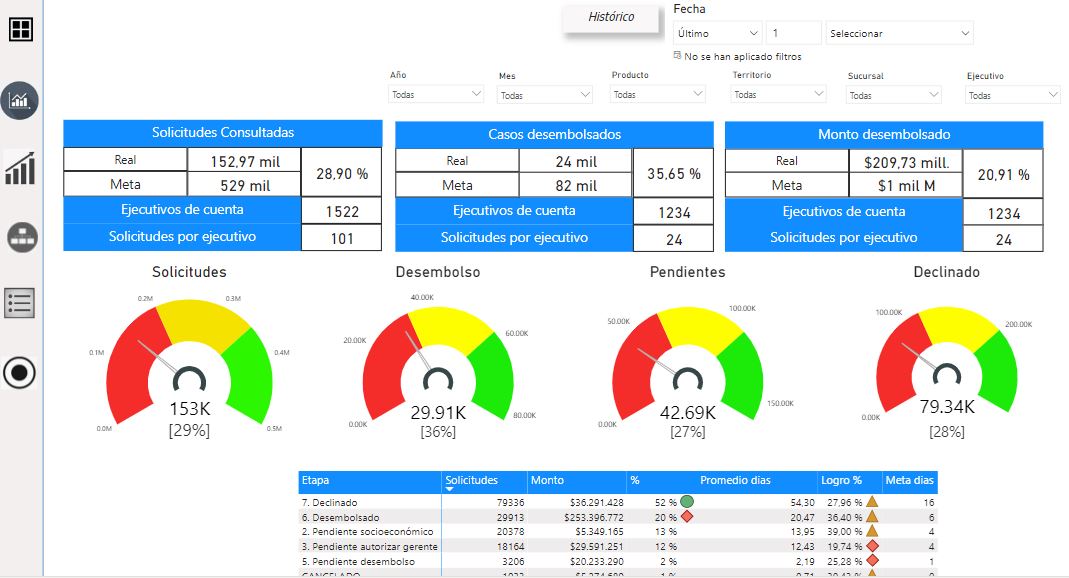 Histórico
Fecha
Último 1 Seleccionar
No se han aplicado filtros
Año Mes Producto Territorio Sucursal Ejecutivo
Todas Todas Todas Todas Todas Todas
Solicitudes Consultadas
Real 152,97 mil
28,90 %
Meta 529 mil
Ejecutivos de cuenta 1522
Solicitudes por ejecutivo 101
Casos desembolsados
Real 24 mil
35,65 %
Meta 82 mil
Ejecutivos de cuenta 1234
Solicitudes por ejecutivo 24
Monto desembolsado
Real $209,73 mill.
20,91 %
Meta $1 mil M
Ejecutivos de cuenta 1234
Solicitudes por ejecutivo 24
Solicitudes
0.0M 0.1M 0.2M 0.3M 0.4M 0.5M
153K
[29%]
Desembolso
0.00K 20.00K 40.00K 60.00K 80.00K
29.91K
[36%]
Pendientes
0.00K 50.00K 100.00K 150.00K
42.69K
[27%]
Declinado
0.00K 100.00K 200.00K
79.34K
[28%]
Etapa Solicitudes Monto % Promedio días Logro % Meta días
7. Declinado 79336 $36.291.428 52 % 54,30 27,96 % 16
6. Desembolsado 29913 $253.396.772 20 % 20,47 36,40 % 6
2. Pendiente socioeconómico 20378 $5.349.165 13 % 13,95 39,00 % 4
3. Pendiente autorizar gerente 18164 $29.591.251 12 % 12,43 19,74 % 4
5. Pendiente desembolso 3206 $20.233.290 2 % 2,19 25,28 % 1
CANCELADO